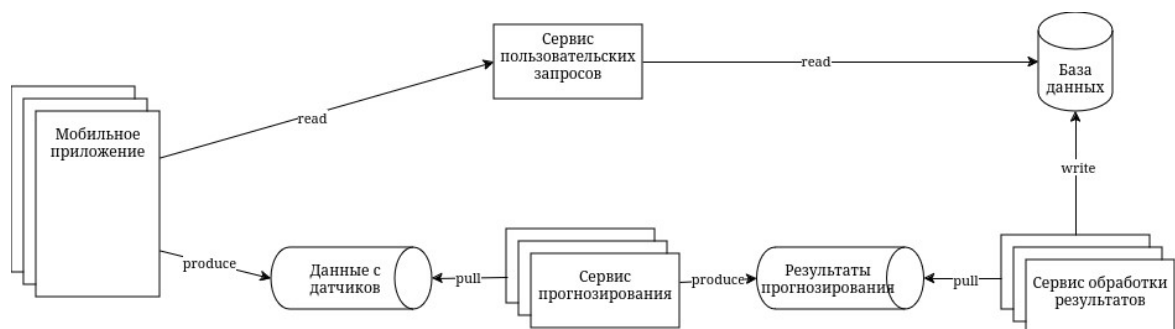 Сервис
пользовательских
запросов
read
База
данных
read
Мобильное
приложение
write
produce
Данные с
датчиков
pull
Сервис
прогнозирования
produce
Результаты
прогнозирования
pull
Сервис обработки
результатов